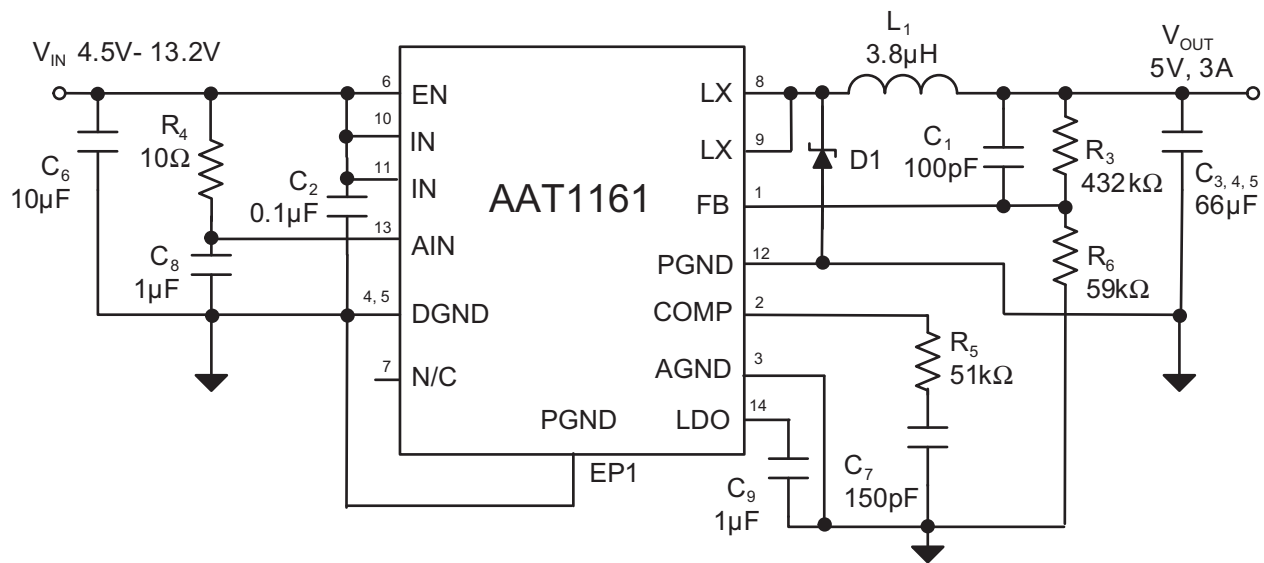 V_IN 4.5V- 13.2V
R4
10Ω
C6
10µF
C2
0.1µF
C8
1µF
6
10
11
13
4, 5
7
EN
IN
IN
AIN
DGND
N/C
AAT1161
PGND
EP1
LX
LX
FB
PGND
COMP
AGND
LDO
8
9
1
12
2
3
14
L1
3.8µH
D1
C1
100pF
R3
432kΩ
R6
59kΩ
VOUT
5V, 3A
C3, 4, 5
66µF
R5
51kΩ
C7
150pF
C9
1µF